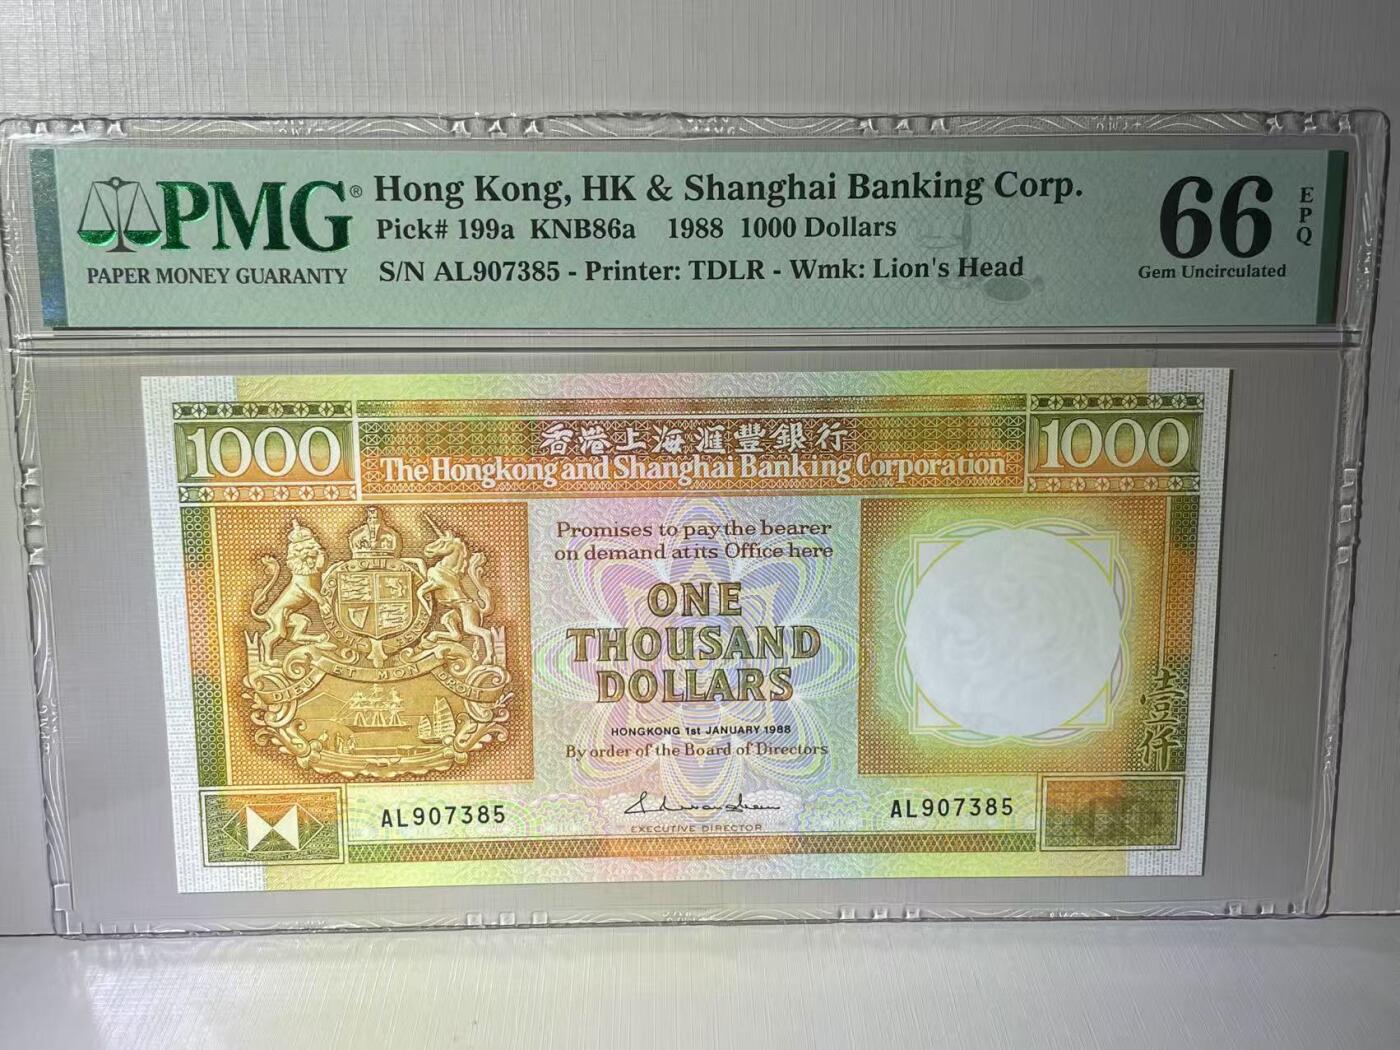 PMG®
PAPER MONEY GUARANTY
Hong Kong, HK & Shanghai Banking Corp.
Pick# 199a KNB86a 1988 1000 Dollars
S/N AL907385 - Printer: TDLR - Wmk: Lion's Head
66
EPQ
Gem Uncirculated
1000
香港上海滙豐銀行
The Hongkong and Shanghai Banking Corporation
1000
Promises to pay the bearer
on demand at its Office here
ONE
THOUSAND
DOLLARS
HONGKONG 1st JANUARY 1988
By order of the Board of Directors
EXECUTIVE DIRECTOR
DIEU ET MON DROIT
壹仟
AL907385
AL907385